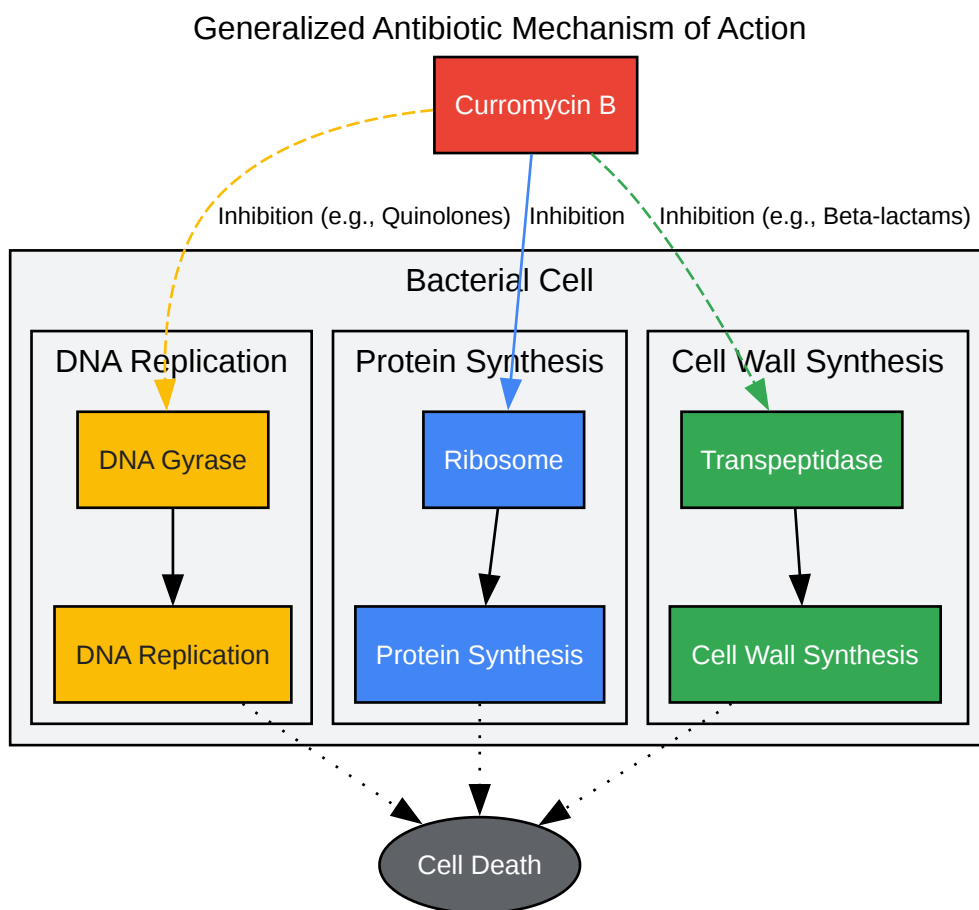 Generalized Antibiotic Mechanism of Action
Curromycin B
Inhibition (e.g., Quinolones)
Inhibition
Inhibition (e.g., Beta-lactams)
Bacterial Cell
DNA Replication
Protein Synthesis
Cell Wall Synthesis
DNA Gyrase
Ribosome
Transpeptidase
DNA Replication
Protein Synthesis
Cell Wall Synthesis
Cell Death